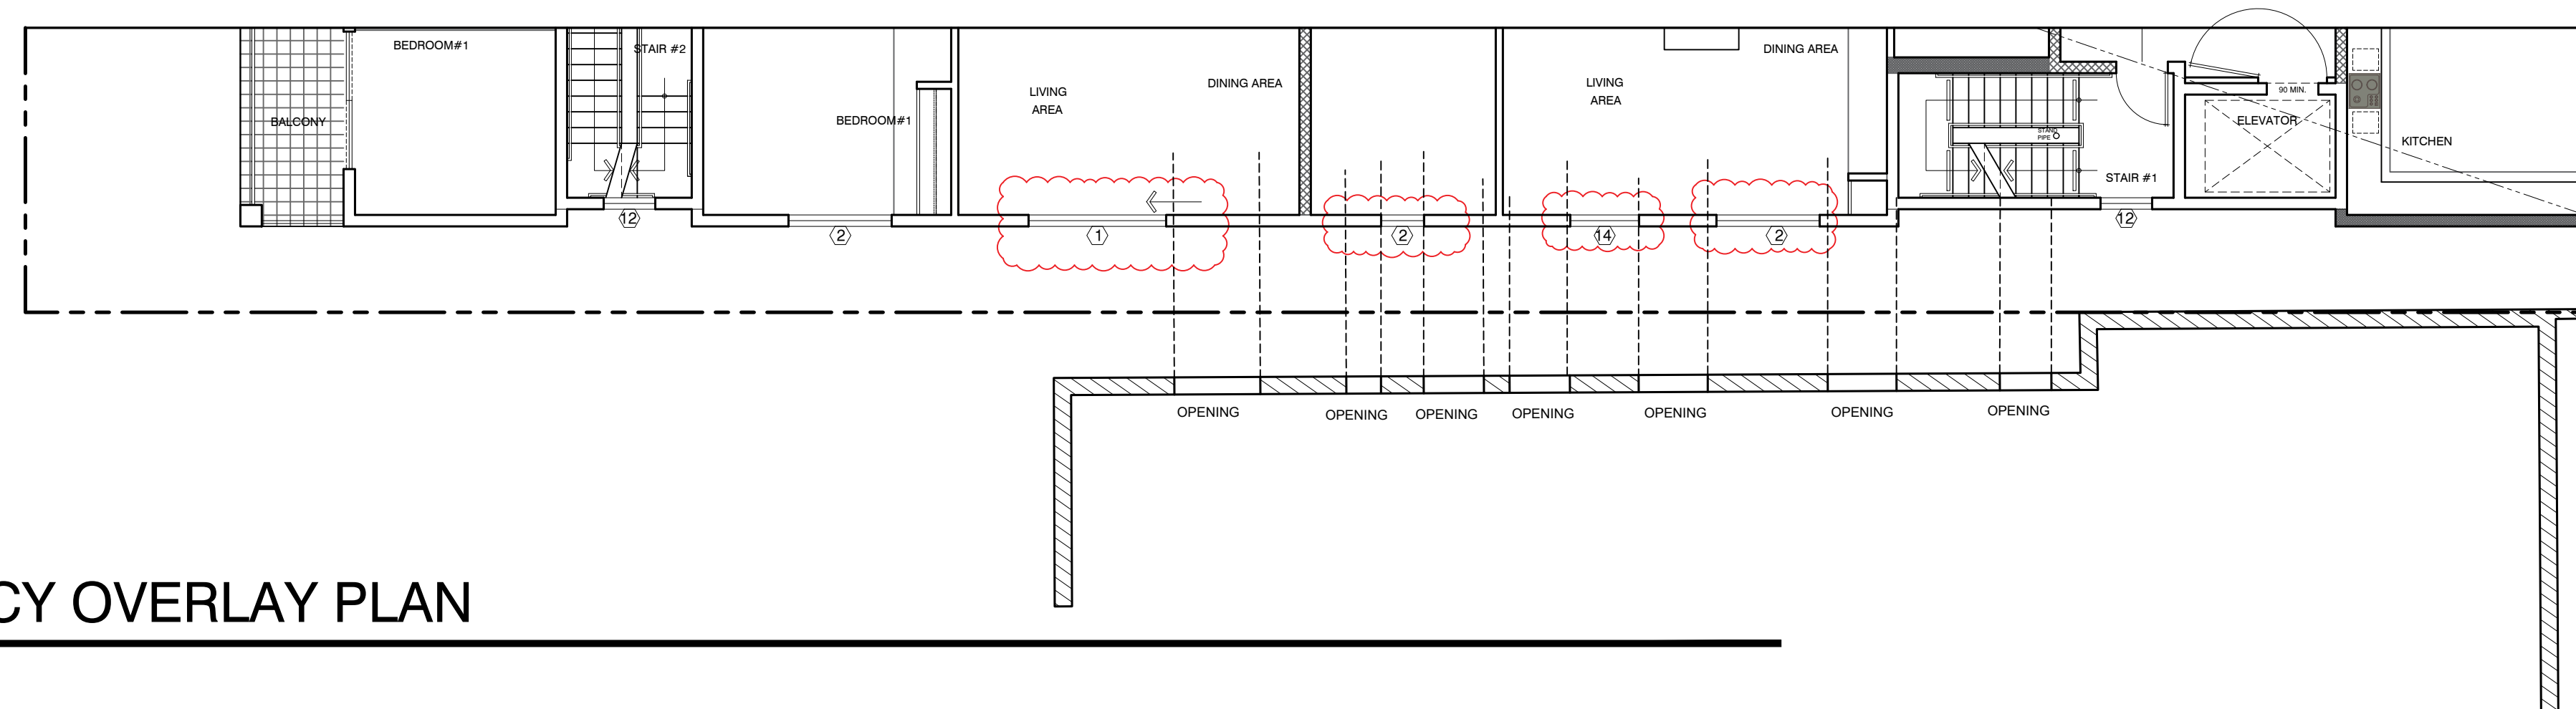 BEDROOM#1
STAIR #2
BALCONY
BEDROOM#1
LIVING
AREA
DINING AREA
LIVING
AREA
DINING AREA
STAND
PIPE
STAIR #1
90 MIN.
ELEVATOR
KITCHEN
12
2
1
2
14
2
12
OPENING
OPENING
OPENING
OPENING
OPENING
OPENING
OPENING
CY OVERLAY PLAN